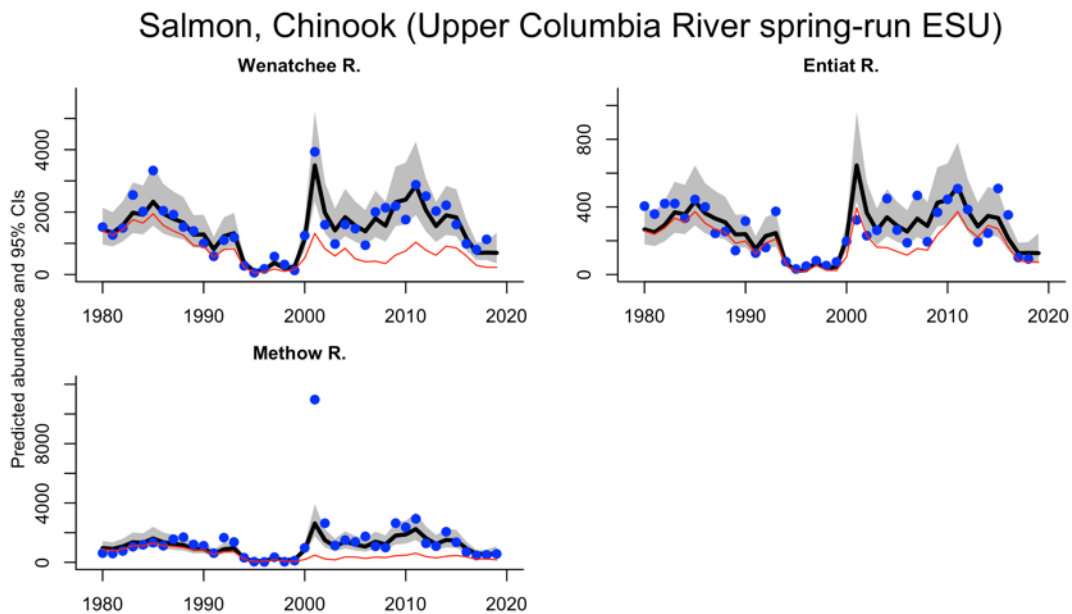 Salmon, Chinook (Upper Columbia River spring-run ESU)
Wenatchee R.
Entiat R.
Predicted abundance and 95% CIs
0 2000 4000
1980 1990 2000 2010 2020
0 400 800
1980 1990 2000 2010 2020
Methow R.
0 4000 8000
1980 1990 2000 2010 2020